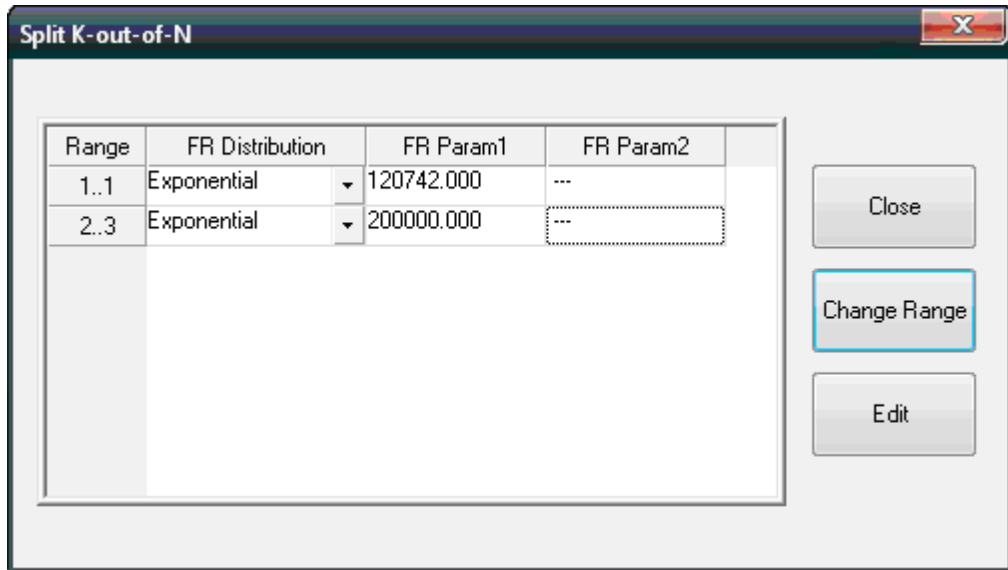 Split K-out-of-N
Range FR Distribution FR Param1 FR Param2
1..1 Exponential 120742.000 ---
2..3 Exponential 200000.000 ---
Close
Change Range
Edit